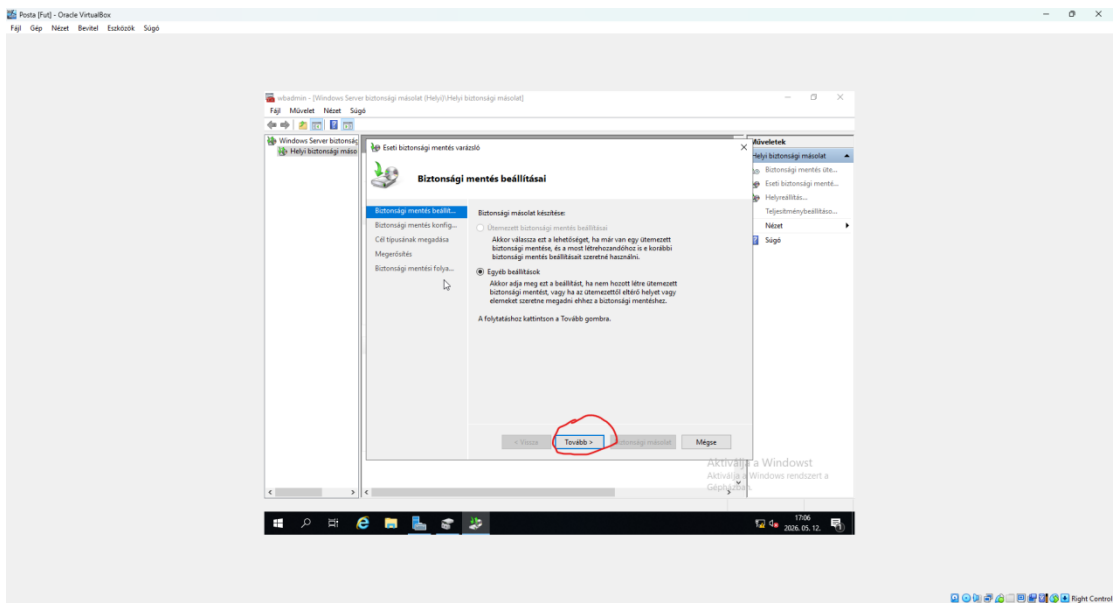 Posta [Fut] - Oracle VirtualBox
Fájl Gép Nézet Bevitel Eszközök Súgó
wbadmin - [Windows Server biztonsági másolat (Helyi)\Helyi biztonsági másolat]
Fájl Művelet Nézet Súgó
Windows Server biztonság
Helyi biztonsági máso
Eseti biztonsági mentés varázsló
Biztonsági mentés beállításai
Biztonsági mentés beállít...
Biztonsági mentés konfig...
Cél típusának megadása
Megerősítés
Biztonsági mentési folya...
Biztonsági másolat készítése:
Ütemezett biztonsági mentés beállításai
Akkor válassza ezt a lehetőséget, ha már van egy ütemezett
biztonsági mentése, és a most létrehozandóhoz is e korábbi
biztonsági mentés beállításait szeretné használni.
Egyéb beállítások
Akkor adja meg ezt a beállítást, ha nem hozott létre ütemezett
biztonsági mentést, vagy ha az ütemezettől eltérő helyet vagy
elemeket szeretne megadni ehhez a biztonsági mentéshez.
A folytatáshoz kattintson a Tovább gombra.
< Vissza Tovább > biztonsági másolat Mégse
Műveletek
Helyi biztonsági másolat
Biztonsági mentés üte...
Eseti biztonsági menté...
Helyreállítás...
Teljesítménybeállításo...
Nézet
Súgó
Aktiválja a Windowst
Aktiválja a Windows rendszert a
Gépházban.
17:06
2026. 05. 12.
Right Control